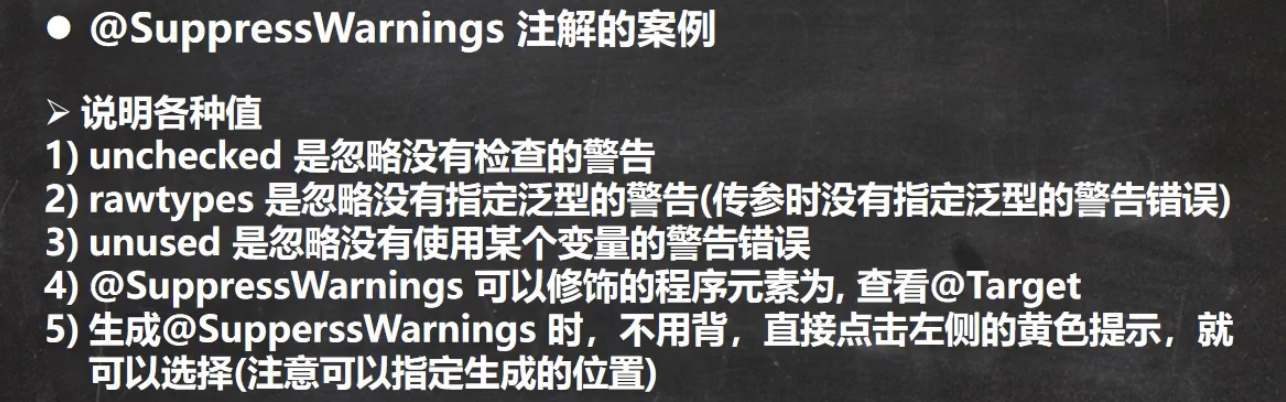 ● @SuppressWarnings 注解的案例
➢ 说明各种值
1) unchecked 是忽略没有检查的警告
2) rawtypes 是忽略没有指定泛型的警告(传参时没有指定泛型的警告错误)
3) unused 是忽略没有使用某个变量的警告错误
4) @SuppressWarnings 可以修饰的程序元素为, 查看@Target
5) 生成@SupperssWarnings 时，不用背，直接点击左侧的黄色提示，就
可以选择(注意可以指定生成的位置)